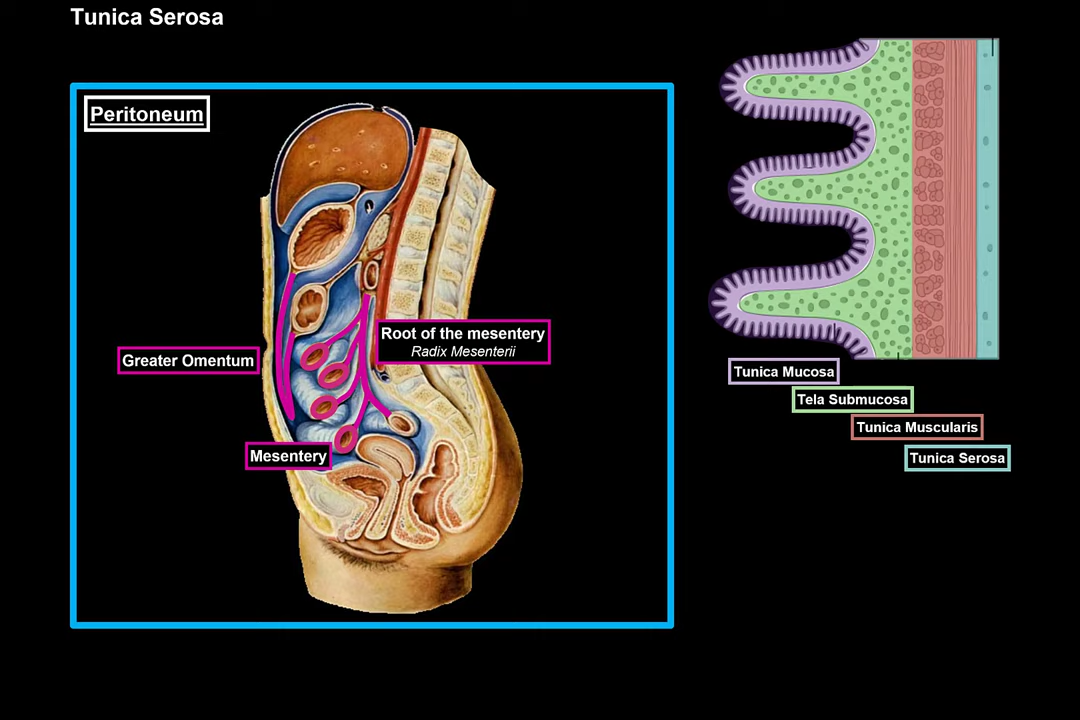 Tunica Serosa
Peritoneum
Root of the mesentery
Radix Mesenterii
Greater Omentum
Mesentery
Tunica Mucosa
Tela Submucosa
Tunica Muscularis
Tunica Serosa